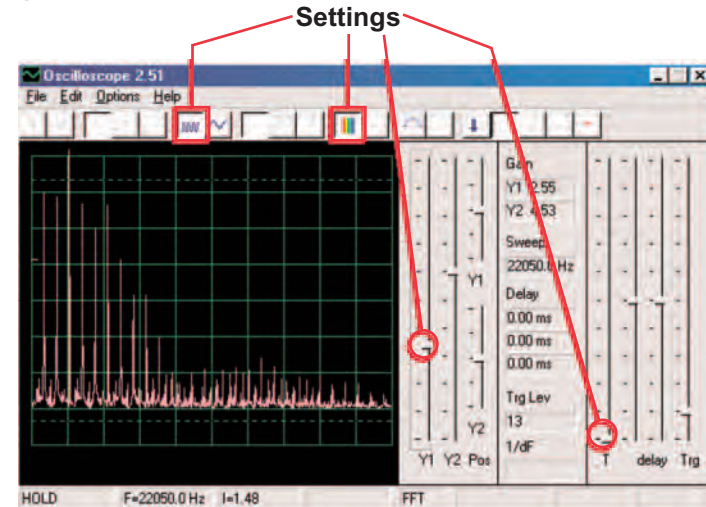 Settings
Oscilloscope 2.51
File Edit Options Help
Gain
Y1 2.55
Y2 4.53
Sweep
22050.0 Hz
Delay
0.00 ms
0.00 ms
0.00 ms
Trg Lev
13
1/dF
Y1
Y2
Y1 Y2 Pos
T delay Trg
HOLD F=22050.0 Hz I=1.48 FFT